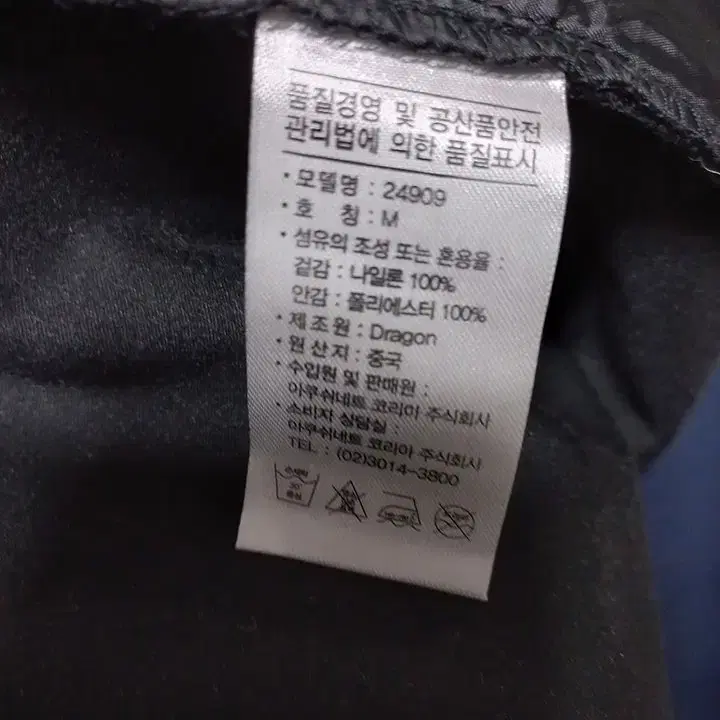 품질경영 및 공산품안전
관리법에 의한 품질표시
· 모델명 : 24909
· 호 칭 : M
· 섬유의 조성 또는 혼용율 :
겉감 : 나일론 100%
안감 : 폴리에스터 100%
· 제조원 : Dragon
· 원산지 : 중국
· 수입원 및 판매원 :
아쿠쉬네트 코리아 주식회사
· 소비자 상담실 :
아쿠쉬네트 코리아 주식회사
TEL : (02)3014-3800